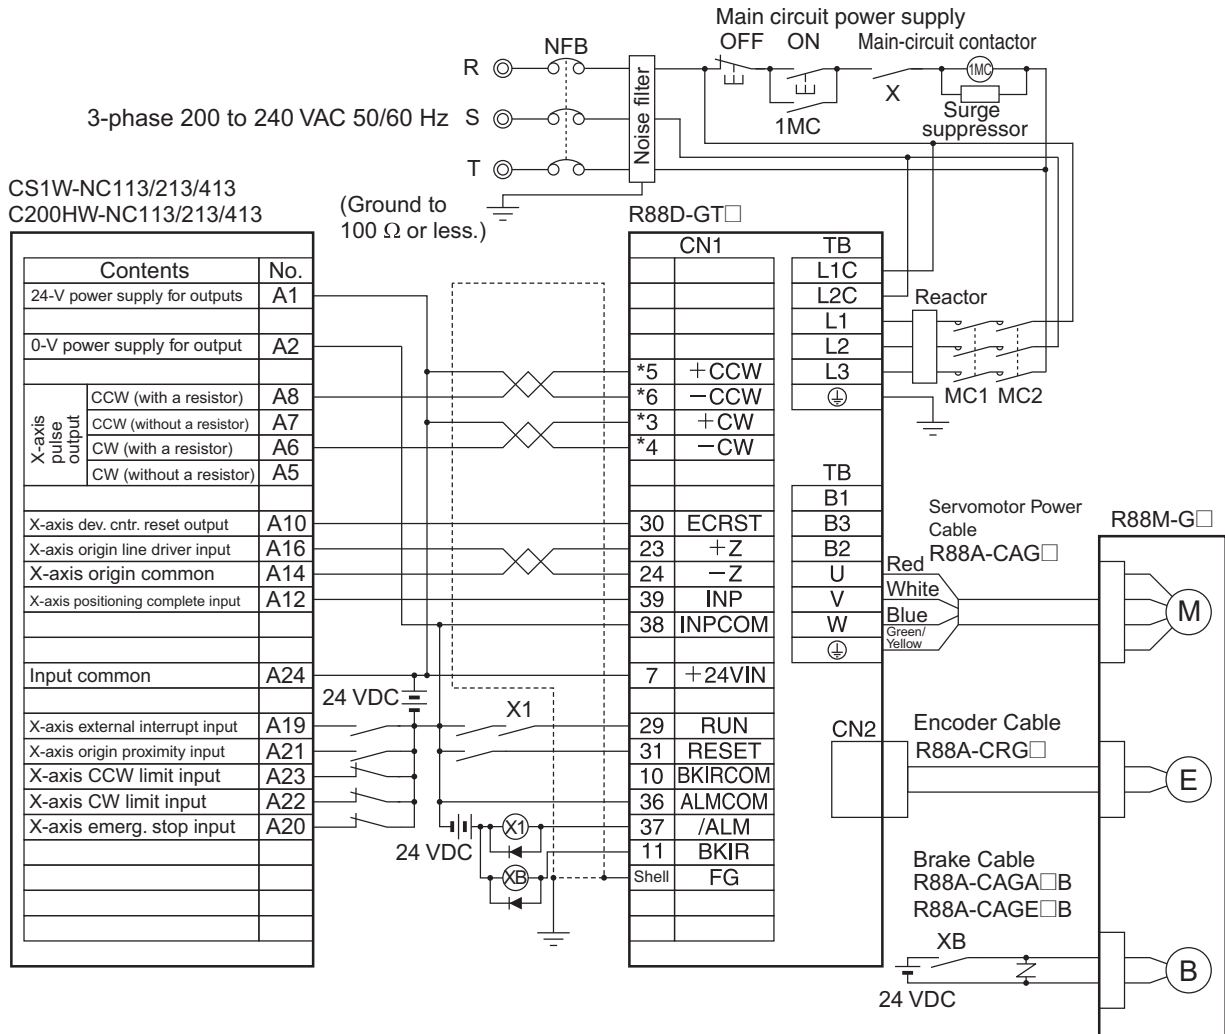 Main circuit power supply
OFF ON Main-circuit contactor
NFB
R
1MC
Noise filter
X
Surge
suppressor
1MC
3-phase 200 to 240 VAC 50/60 Hz S
T
CS1W-NC113/213/413
C200HW-NC113/213/413
(Ground to
100 Ω or less.)
R88D-GT□
CN1 TB
Contents No.
24-V power supply for outputs A1
0-V power supply for output A2
X-axis
pulse
output
CCW (with a resistor) A8
CCW (without a resistor) A7
CW (with a resistor) A6
CW (without a resistor) A5
X-axis dev. cntr. reset output A10
X-axis origin line driver input A16
X-axis origin common A14
X-axis positioning complete input A12
Input common A24
X-axis external interrupt input A19
X-axis origin proximity input A21
X-axis CCW limit input A23
X-axis CW limit input A22
X-axis emerg. stop input A20
24 VDC
X1
24 VDC
X1
XB
*5 +CCW
*6 −CCW
*3 +CW
*4 −CW
30 ECRST
23 +Z
24 −Z
39 INP
38 INPCOM
7 +24VIN
29 RUN
31 RESET
10 BKIRCOM
36 ALMCOM
37 /ALM
11 BKIR
Shell FG
L1C
L2C
L1
L2
L3
Reactor
MC1 MC2
TB
B1
B3
B2
U
V
W
Red
White
Blue
Green/
Yellow
Servomotor Power
Cable
R88A-CAG□
R88M-G□
M
CN2
Encoder Cable
R88A-CRG□
E
Brake Cable
R88A-CAGA□B
R88A-CAGE□B
XB
24 VDC
B